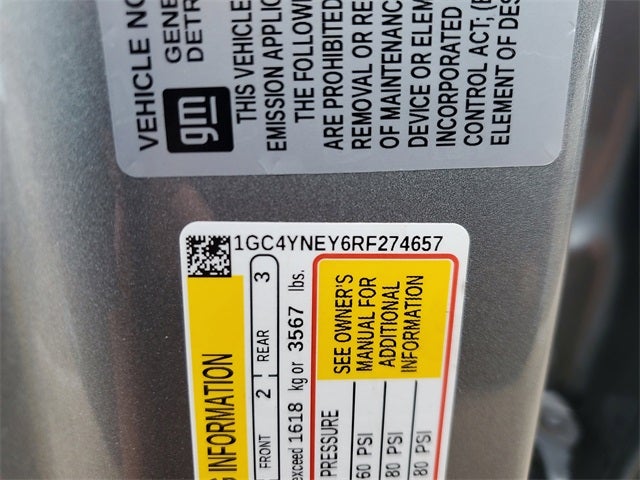 VEHICLE NO
gm
GENE
DETR
THIS VEHICLE
EMISSION APPLIC
THE FOLLOWI
ARE PROHIBITED
REMOVAL OR RE
OF MAINTENANC
DEVICE OR ELEM
INCORPORATED
CONTROL ACT; (E
ELEMENT OF DES
1GC4YNEY6RF274657
G INFORMATION
FRONT 2 REAR 3
exceed 1618 kg or 3567 lbs.
PRESSURE
60 PSI
80 PSI
80 PSI
SEE OWNER'S
MANUAL FOR
ADDITIONAL
INFORMATION